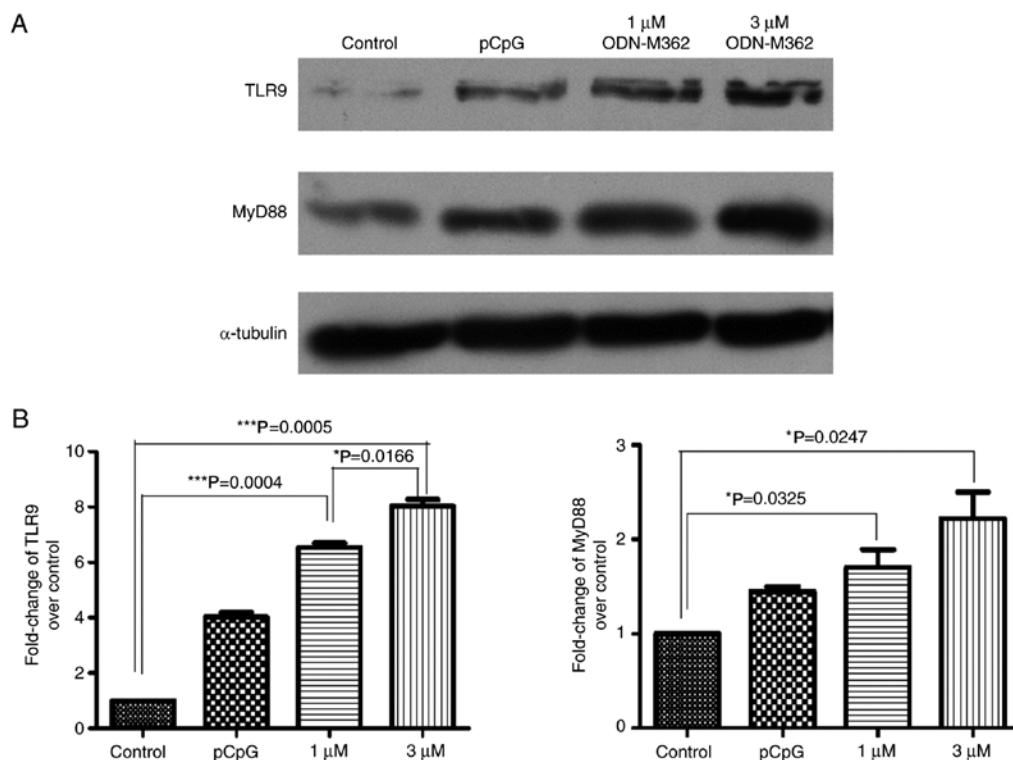 A
Control
pCpG
1 μM
ODN-M362
3 μM
ODN-M362
TLR9
MyD88
α-tubulin
B
***P=0.0005
*P=0.0166
***P=0.0004
Fold-change of TLR9
over control
10
8
6
4
2
0
Control
pCpG
1 μM
3 μM
*P=0.0247
*P=0.0325
Fold-change of MyD88
over control
3
2
1
0
Control
pCpG
1 μM
3 μM